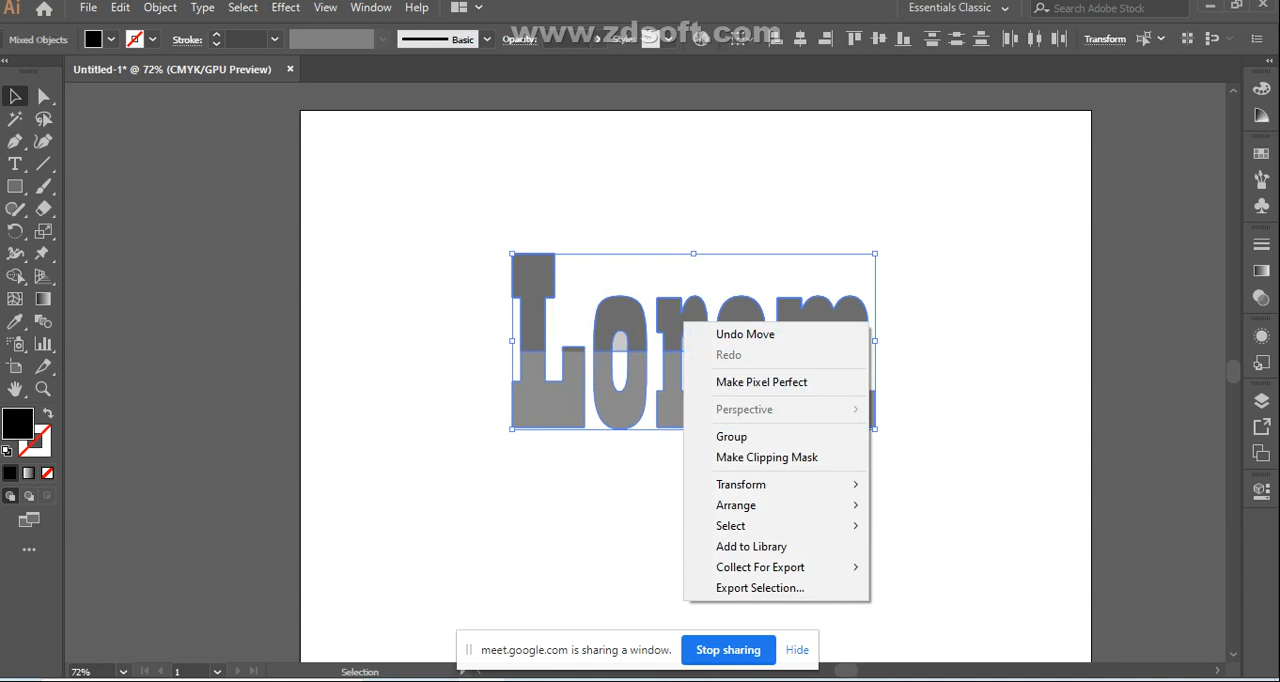 Ai File Edit Object Type Select Effect View Window Help Essentials Classic Search Adobe Stock
www.zdsoft.com
Mixed Objects Stroke: Basic Opacity: Style: Transform
Untitled-1* @ 72% (CMYK/GPU Preview) ×
Lorem
Undo Move
Redo
Make Pixel Perfect
Perspective
Group
Make Clipping Mask
Transform
Arrange
Select
Add to Library
Collect For Export
Export Selection...
meet.google.com is sharing a window. Stop sharing Hide
72% 1 Selection